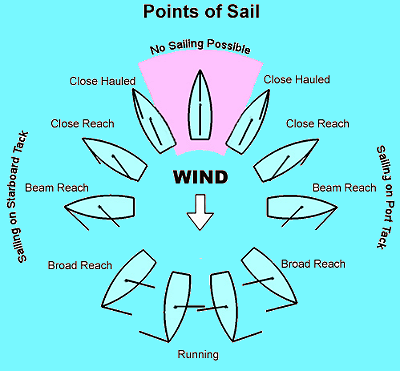 Points of Sail
No Sailing Possible
Close Hauled
Close Hauled
Close Reach
Close Reach
Sailing on Starboard Tack
WIND
Sailing on Port Tack
Beam Reach
Beam Reach
Broad Reach
Broad Reach
Running